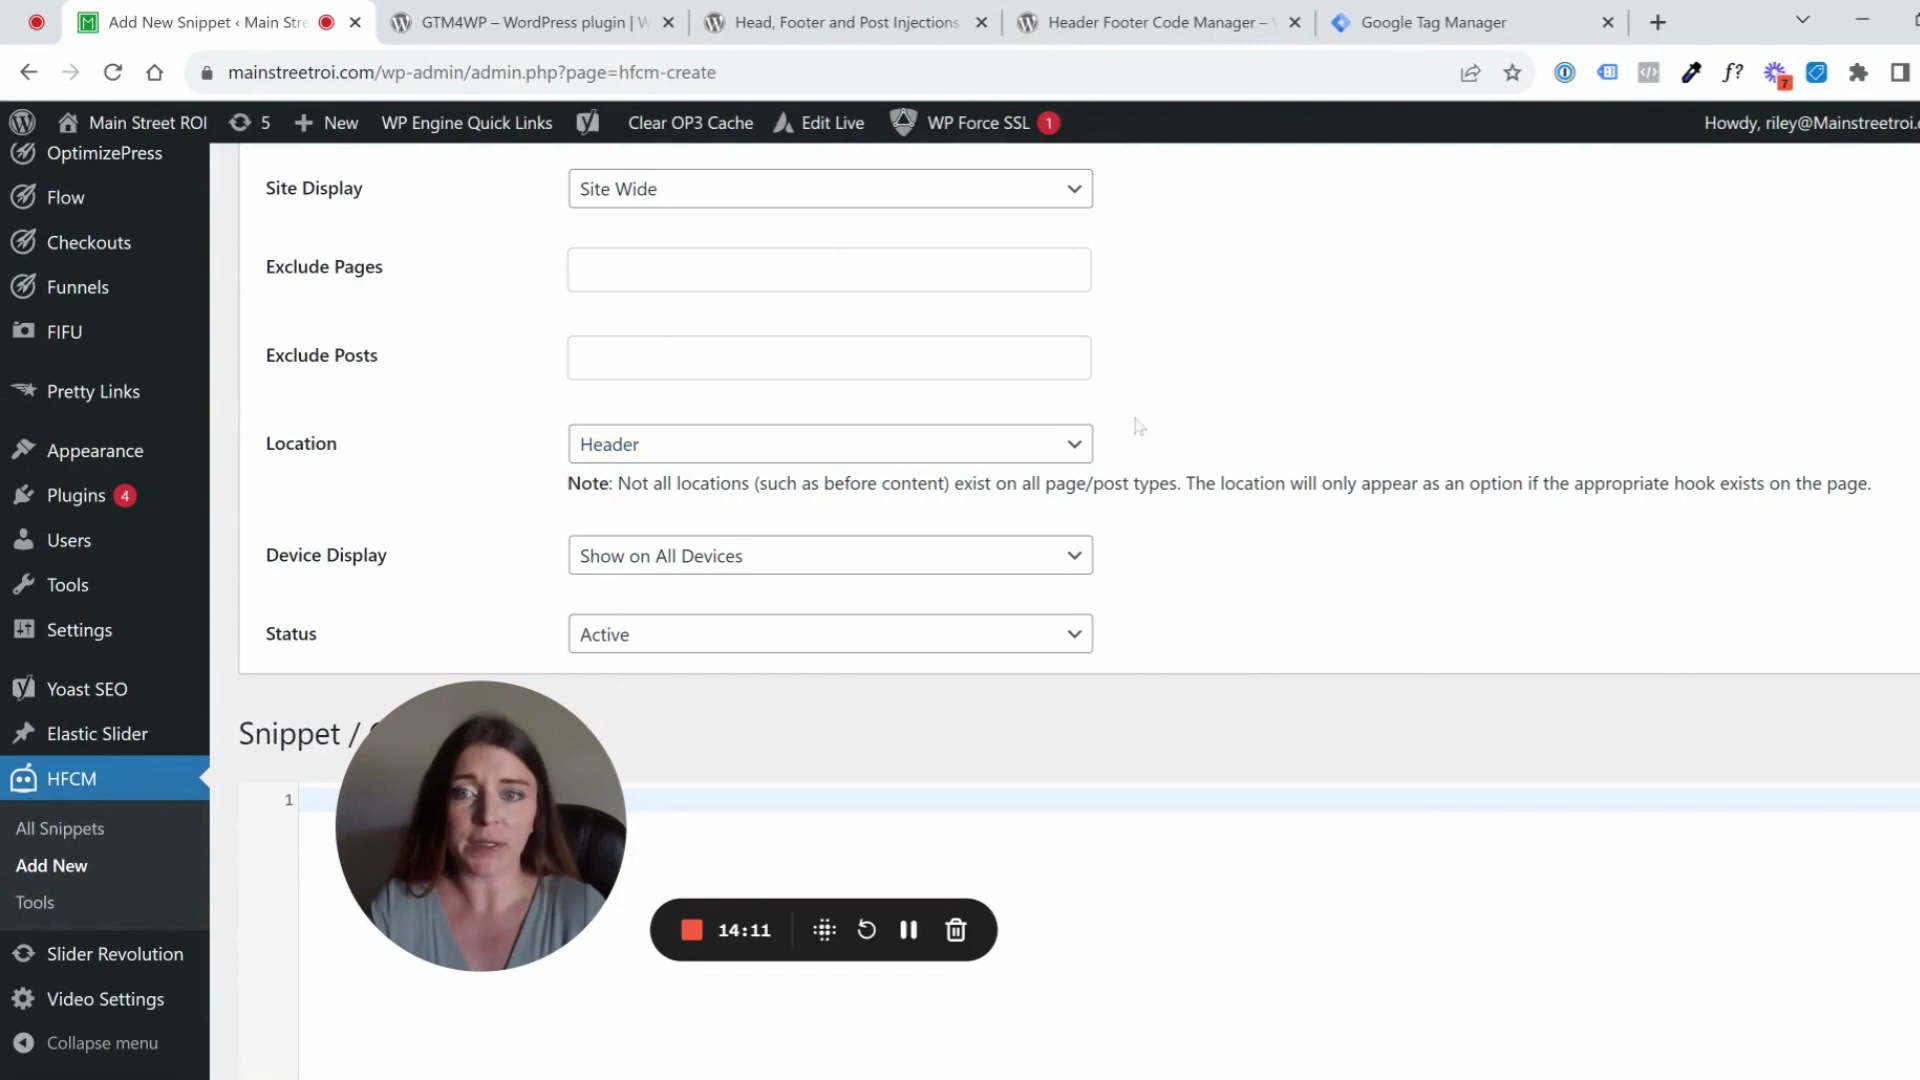 Add New Snippet ‹ Main Stre
GTM4WP – WordPress plugin | W
Head, Footer and Post Injections
Header Footer Code Manager –
Google Tag Manager
mainstreetroi.com/wp-admin/admin.php?page=hfcm-create
f?
7
Main Street ROI
5
New
WP Engine Quick Links
Clear OP3 Cache
Edit Live
WP Force SSL 1
Howdy, riley@Mainstreetroi.c
OptimizePress
Flow
Checkouts
Funnels
FIFU
Pretty Links
Appearance
Plugins 4
Users
Tools
Settings
Yoast SEO
Elastic Slider
HFCM
All Snippets
Add New
Tools
Slider Revolution
Video Settings
Collapse menu
Site Display
Site Wide
Exclude Pages
Exclude Posts
Location
Header
Note: Not all locations (such as before content) exist on all page/post types. The location will only appear as an option if the appropriate hook exists on the page.
Device Display
Show on All Devices
Status
Active
Snippet /
1
14:11